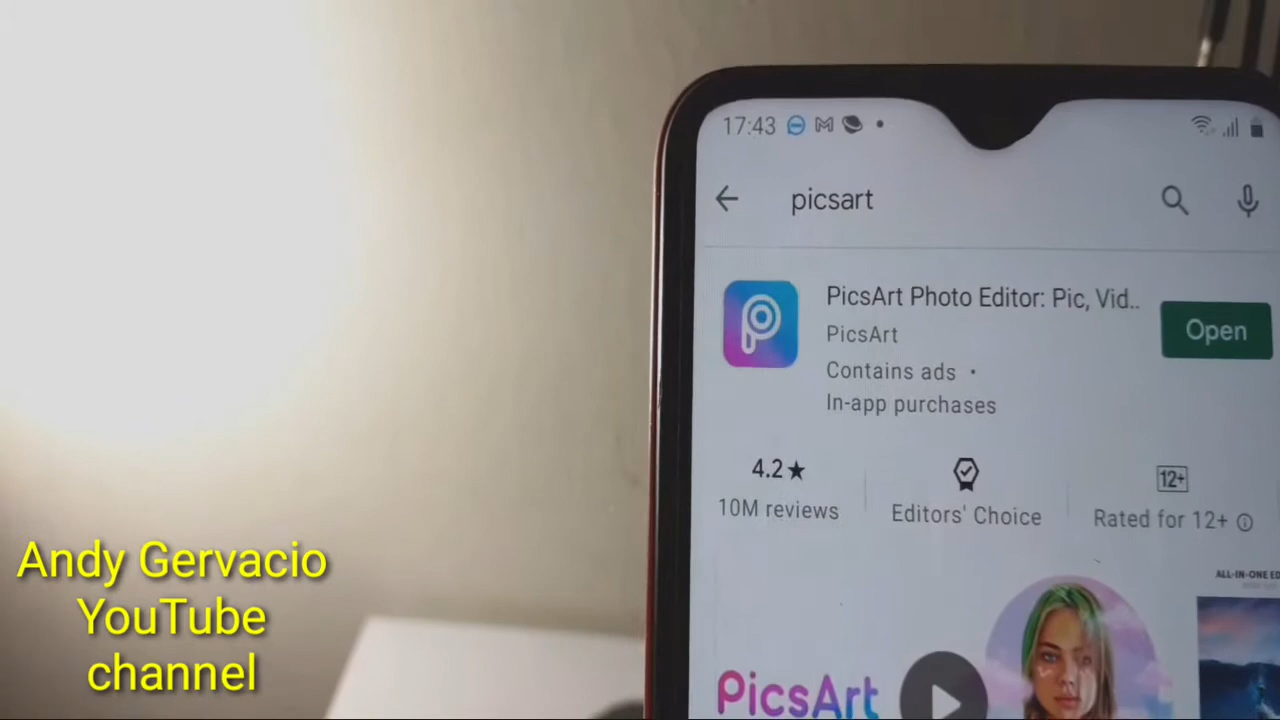 17:43
picsart
PicsArt Photo Editor: Pic, Vid..
PicsArt
Open
Contains ads •
In-app purchases
4.2★
10M reviews
Editors' Choice
12+
Rated for 12+
ALL-IN-ONE ED
PicsArt
Andy Gervacio
YouTube
channel